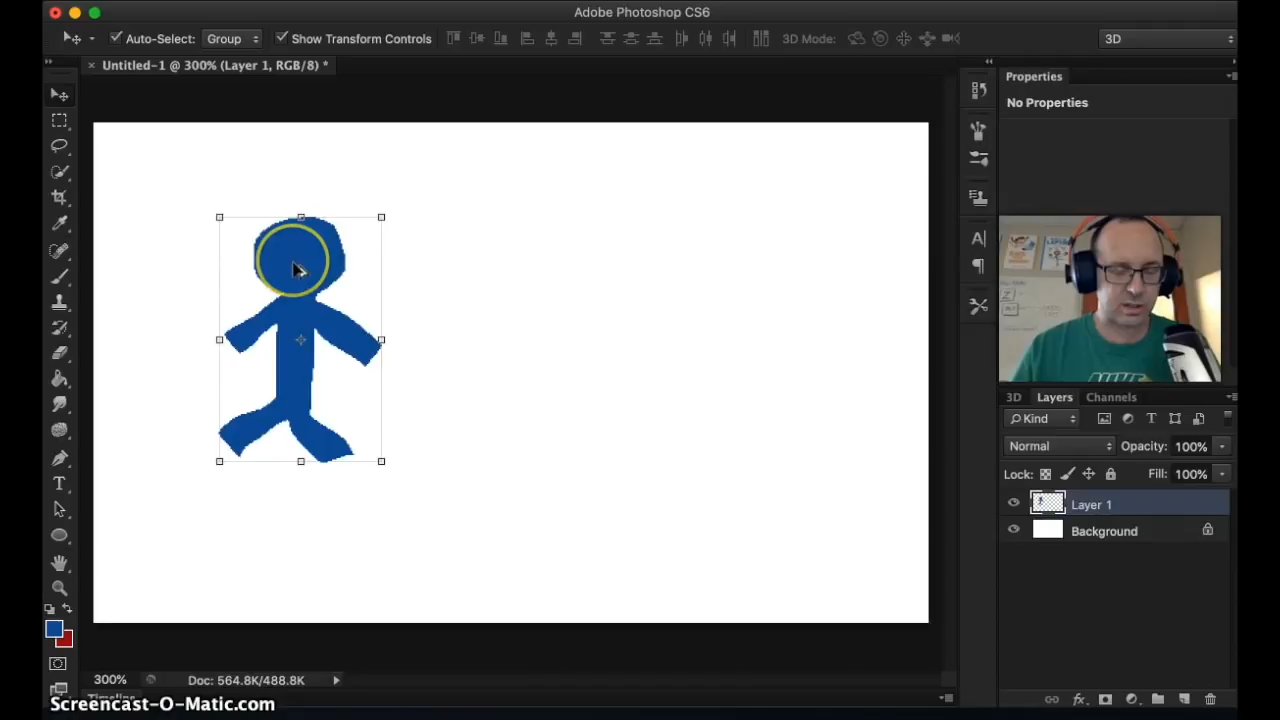 Adobe Photoshop CS6
Auto-Select: Group Show Transform Controls 3D Mode: 3D
Untitled-1 @ 300% (Layer 1, RGB/8) *
Properties
No Properties
3D Layers Channels
Kind
Normal Opacity: 100%
Lock: Fill: 100%
Layer 1
Background
300% Doc: 564.8K/488.8K
Timeline
Screencast-O-Matic.com
NIKE